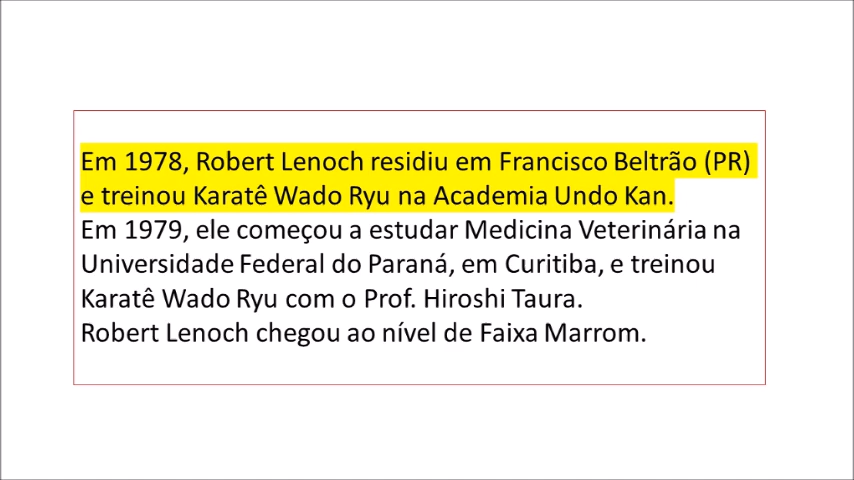 Em 1978, Robert Lenoch residiu em Francisco Beltrão (PR)
e treinou Karatê Wado Ryu na Academia Undo Kan.
Em 1979, ele começou a estudar Medicina Veterinária na
Universidade Federal do Paraná, em Curitiba, e treinou
Karatê Wado Ryu com o Prof. Hiroshi Taura.
Robert Lenoch chegou ao nível de Faixa Marrom.